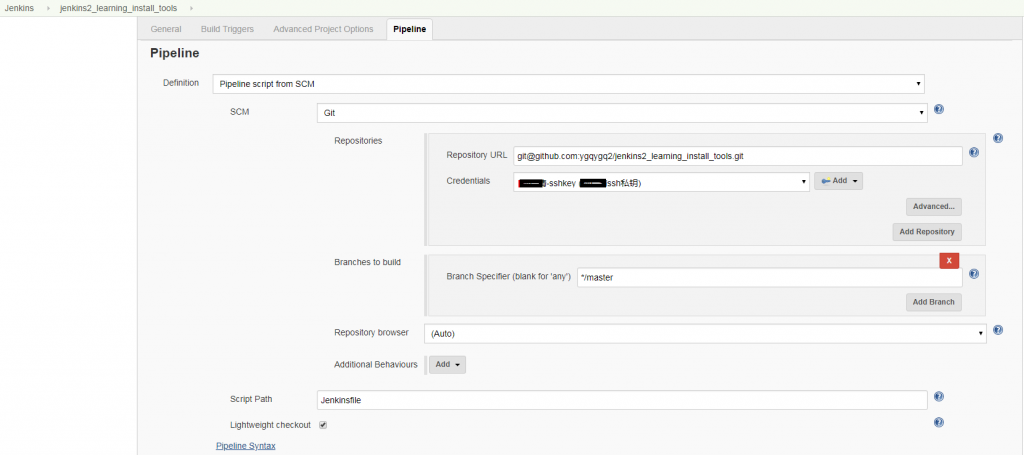 Jenkins jenkins2_learning_install_tools
General Build Triggers Advanced Project Options Pipeline
Pipeline
Definition Pipeline script from SCM
SCM Git
Repositories
Repository URL git@github.com:ygqygq2/jenkins2_learning_install_tools.git
Credentials -sshkey ( ssh私钥) Add
Advanced...
Add Repository
Branches to build X
Branch Specifier (blank for 'any') */master
Add Branch
Repository browser (Auto)
Additional Behaviours Add
Script Path Jenkinsfile
Lightweight checkout
Pipeline Syntax